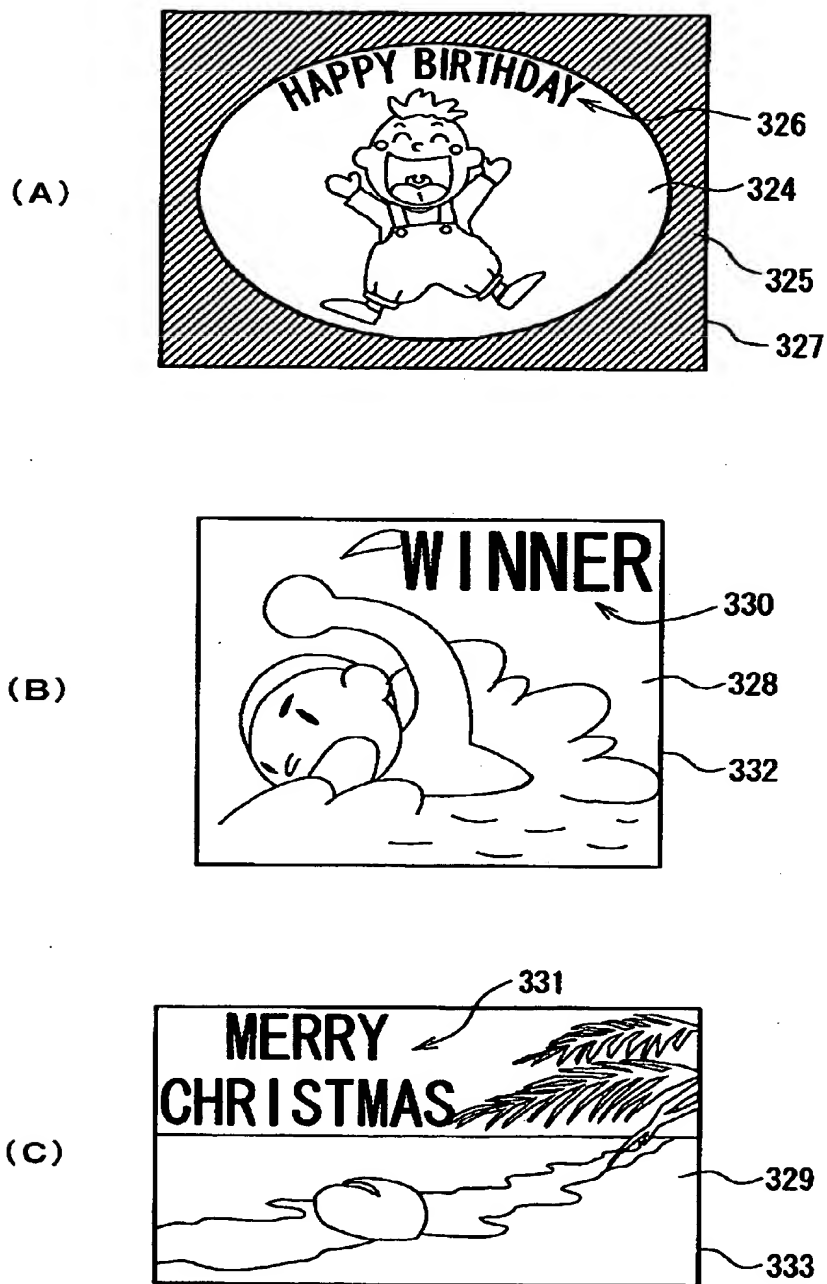 HAPPY BIRTHDAY
326
(A)
324
325
327
WINNER
330
(B)
328
332
331
MERRY
CHRISTMAS
(C)
329
333